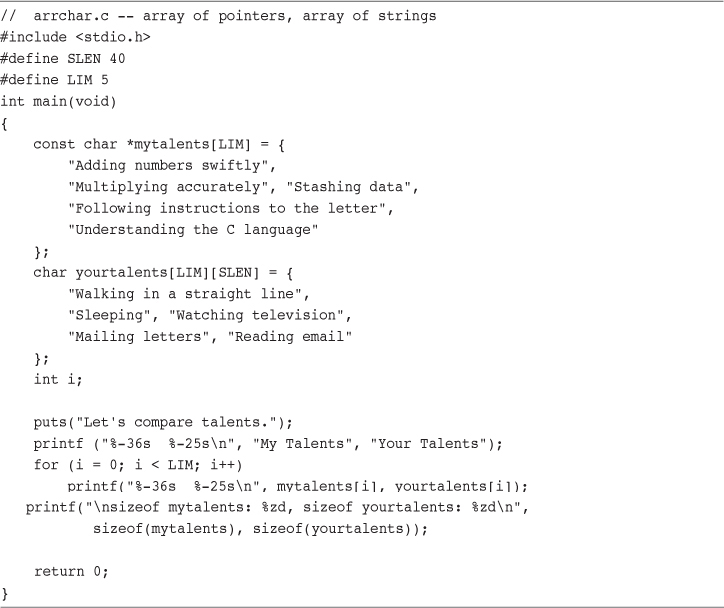 //  arrchar.c -- array of pointers, array of strings
#include <stdio.h>
#define SLEN 40
#define LIM 5
int main(void)
{
    const char *mytalents[LIM] = {
        "Adding numbers swiftly",
        "Multiplying accurately", "Stashing data",
        "Following instructions to the letter",
        "Understanding the C language"
    };
    char yourtalents[LIM][SLEN] = {
        "Walking in a straight line",
        "Sleeping", "Watching television",
        "Mailing letters", "Reading email"
    };
    int i;

    puts("Let's compare talents.");
    printf ("%-36s  %-25s\n", "My Talents", "Your Talents");
    for (i = 0; i < LIM; i++)
        printf("%-36s  %-25s\n", mytalents[i], yourtalents[i]);
   printf("\nsizeof mytalents: %zd, sizeof yourtalents: %zd\n",
           sizeof(mytalents), sizeof(yourtalents));

    return 0;
}